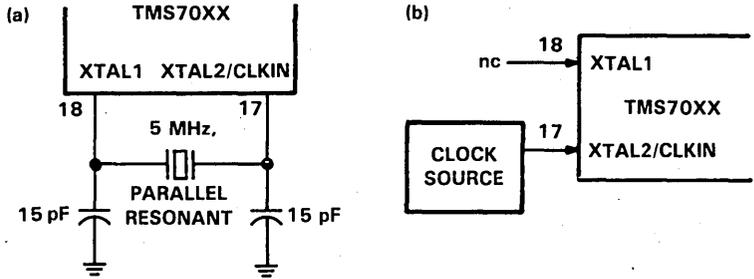 (a)
TMS70XX
XTAL1 XTAL2/CLKIN
18 17
5 MHz,
PARALLEL
RESONANT
15 pF 15 pF
(b)
18
nc XTAL1
TMS70XX
17
XTAL2/CLKIN
CLOCK
SOURCE